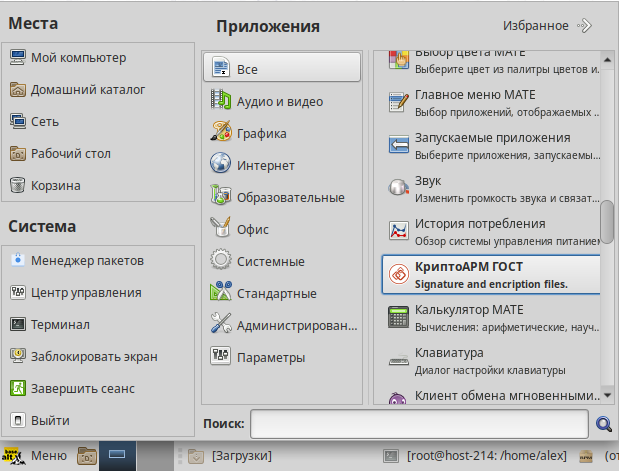 Места
Мой компьютер
Домашний каталог
Сеть
Рабочий стол
Корзина
Система
Менеджер пакетов
Центр управления
Терминал
Заблокировать экран
Завершить сеанс
Выйти
Приложения
Избранное
Все
Аудио и видео
Графика
Интернет
Образовательные
Офис
Системные
Стандартные
Администрирован...
Параметры
Выбор цвета MATE
Выберите цвет из палитры цветов и...
Главное меню MATE
Выбор приложений, отображаемых ...
Запускаемые приложения
Выберите приложения, запускаемы...
Звук
Изменить громкость звука и связат...
История потребления
Обзор системы управления питанием
КриптоАРМ ГОСТ
Signature and encription files.
Калькулятор MATE
Вычисления: арифметические, науч...
Клавиатура
Диалог настройки клавиатуры
Клиент обмена мгновенными...
Поиск:
base
alt
Меню
[Загрузки]
[root@host-214: /home/alex]
(от